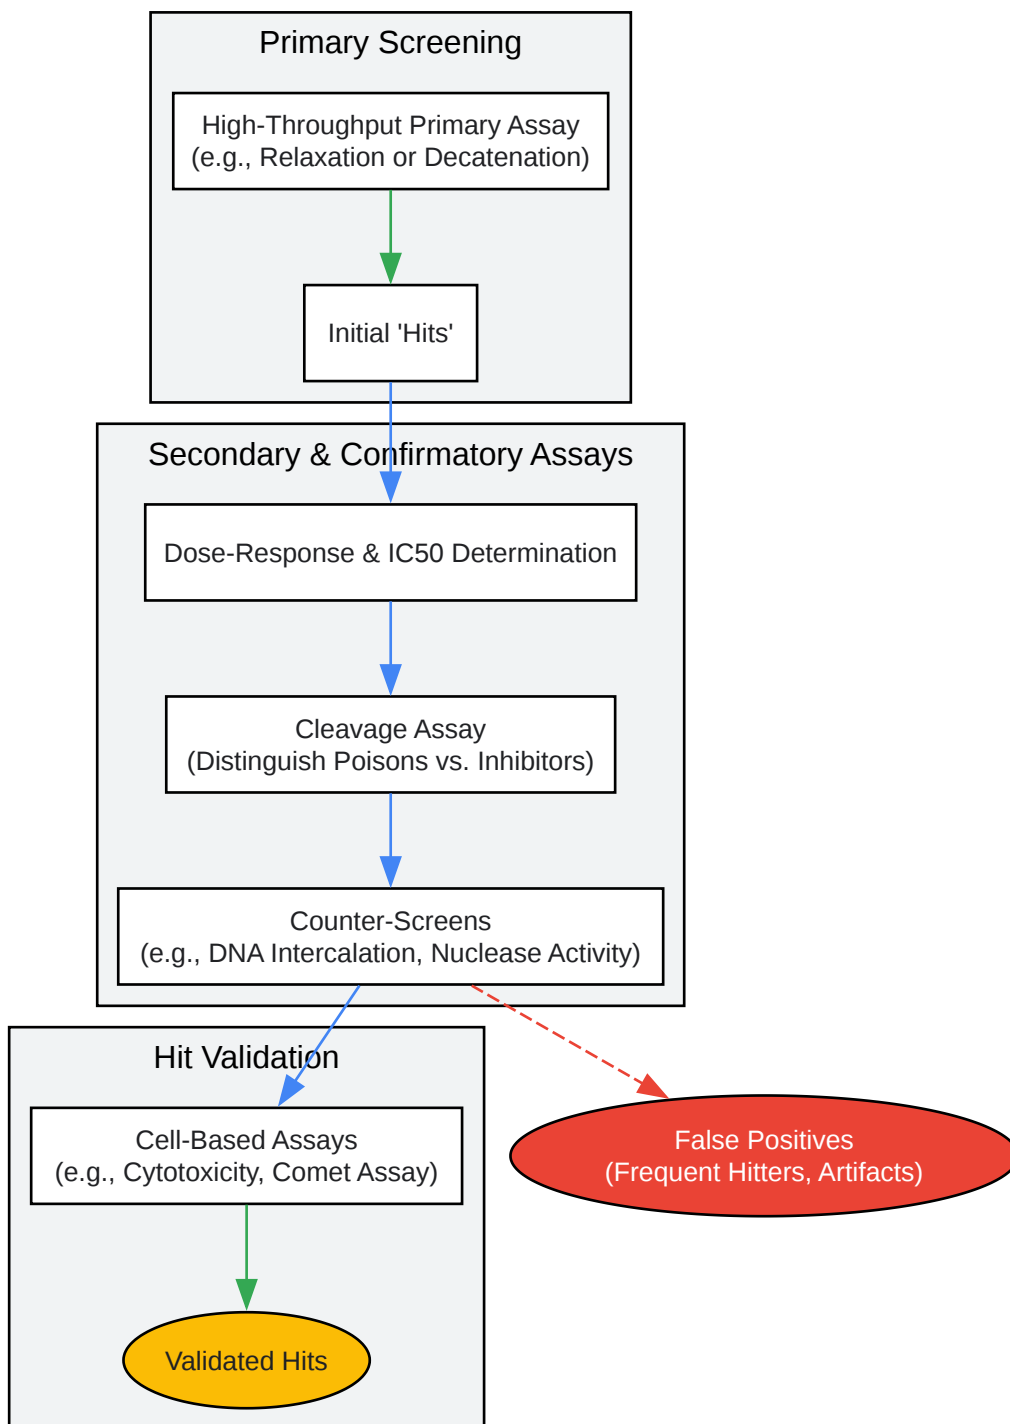 Primary Screening
High-Throughput Primary Assay
(e.g., Relaxation or Decatenation)
Initial 'Hits'
Secondary & Confirmatory Assays
Dose-Response & IC50 Determination
Cleavage Assay
(Distinguish Poisons vs. Inhibitors)
Counter-Screens
(e.g., DNA Intercalation, Nuclease Activity)
Hit Validation
Cell-Based Assays
(e.g., Cytotoxicity, Comet Assay)
False Positives
(Frequent Hitters, Artifacts)
Validated Hits